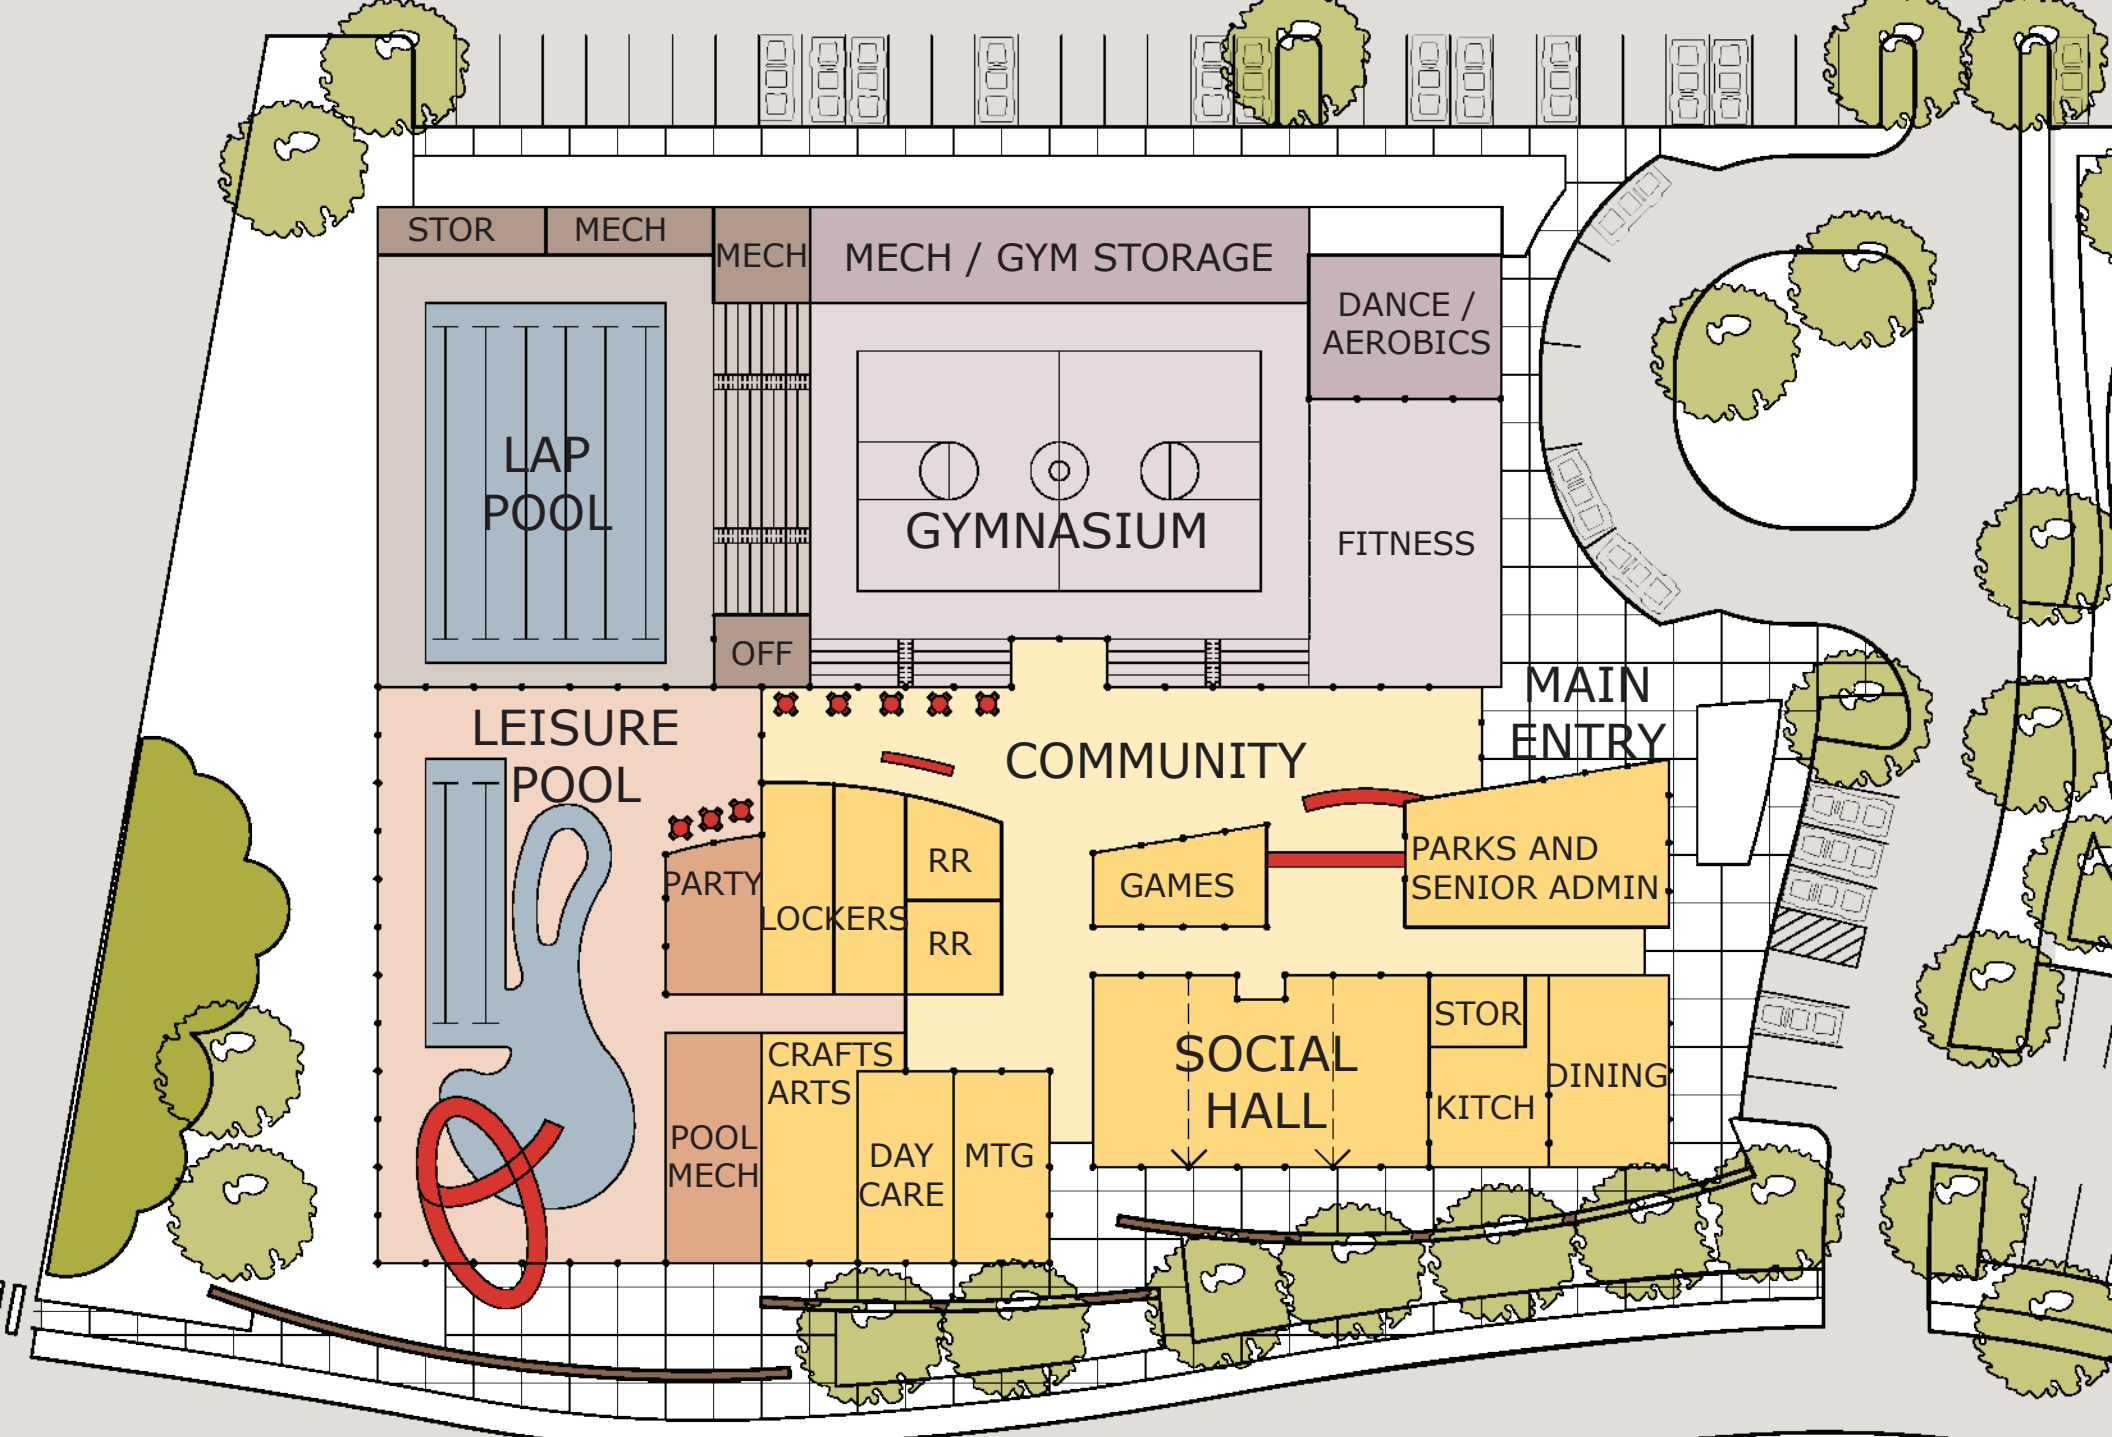 STOR
MECH
MECH
MECH / GYM STORAGE
DANCE /
AEROBICS
LAP
POOL
GYMNASIUM
FITNESS
OFF
MAIN
ENTRY
LEISURE
POOL
COMMUNITY
PARTY
LOCKERS
RR
RR
GAMES
PARKS AND
SENIOR ADMIN
STOR
SOCIAL
HALL
KITCH
DINING
CRAFTS
ARTS
POOL
MECH
DAY
CARE
MTG